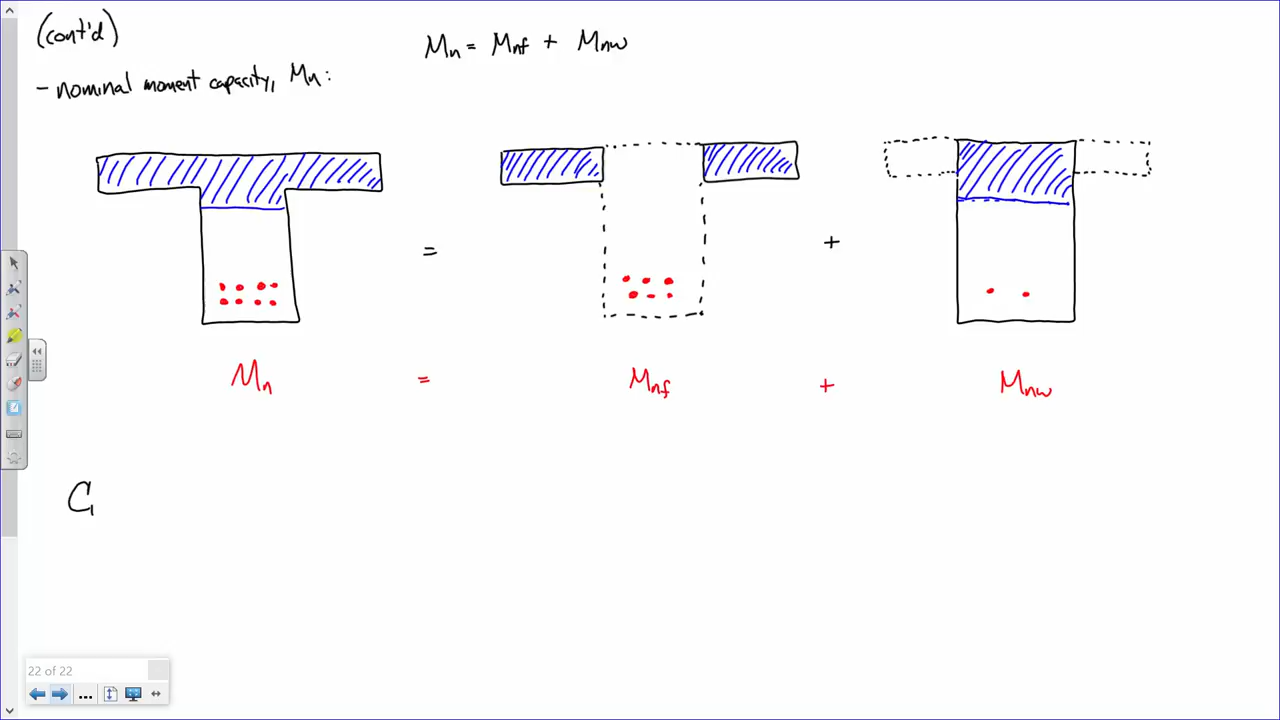 (cont'd)
Mn = Mnf + Mnw
- nominal moment capacity, Mn:
= +
Mn = Mnf + Mnw
C
22 of 22
...